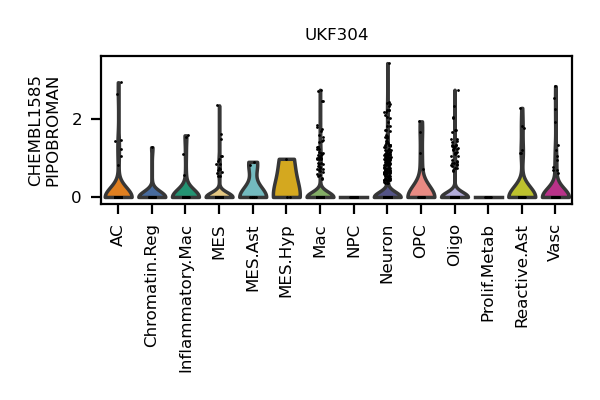 UKF304
CHEMBL1585
PIPOBROMAN
2
0
AC
Chromatin.Reg
Inflammatory.Mac
MES
MES.Ast
MES.Hyp
Mac
NPC
Neuron
OPC
Oligo
Prolif.Metab
Reactive.Ast
Vasc